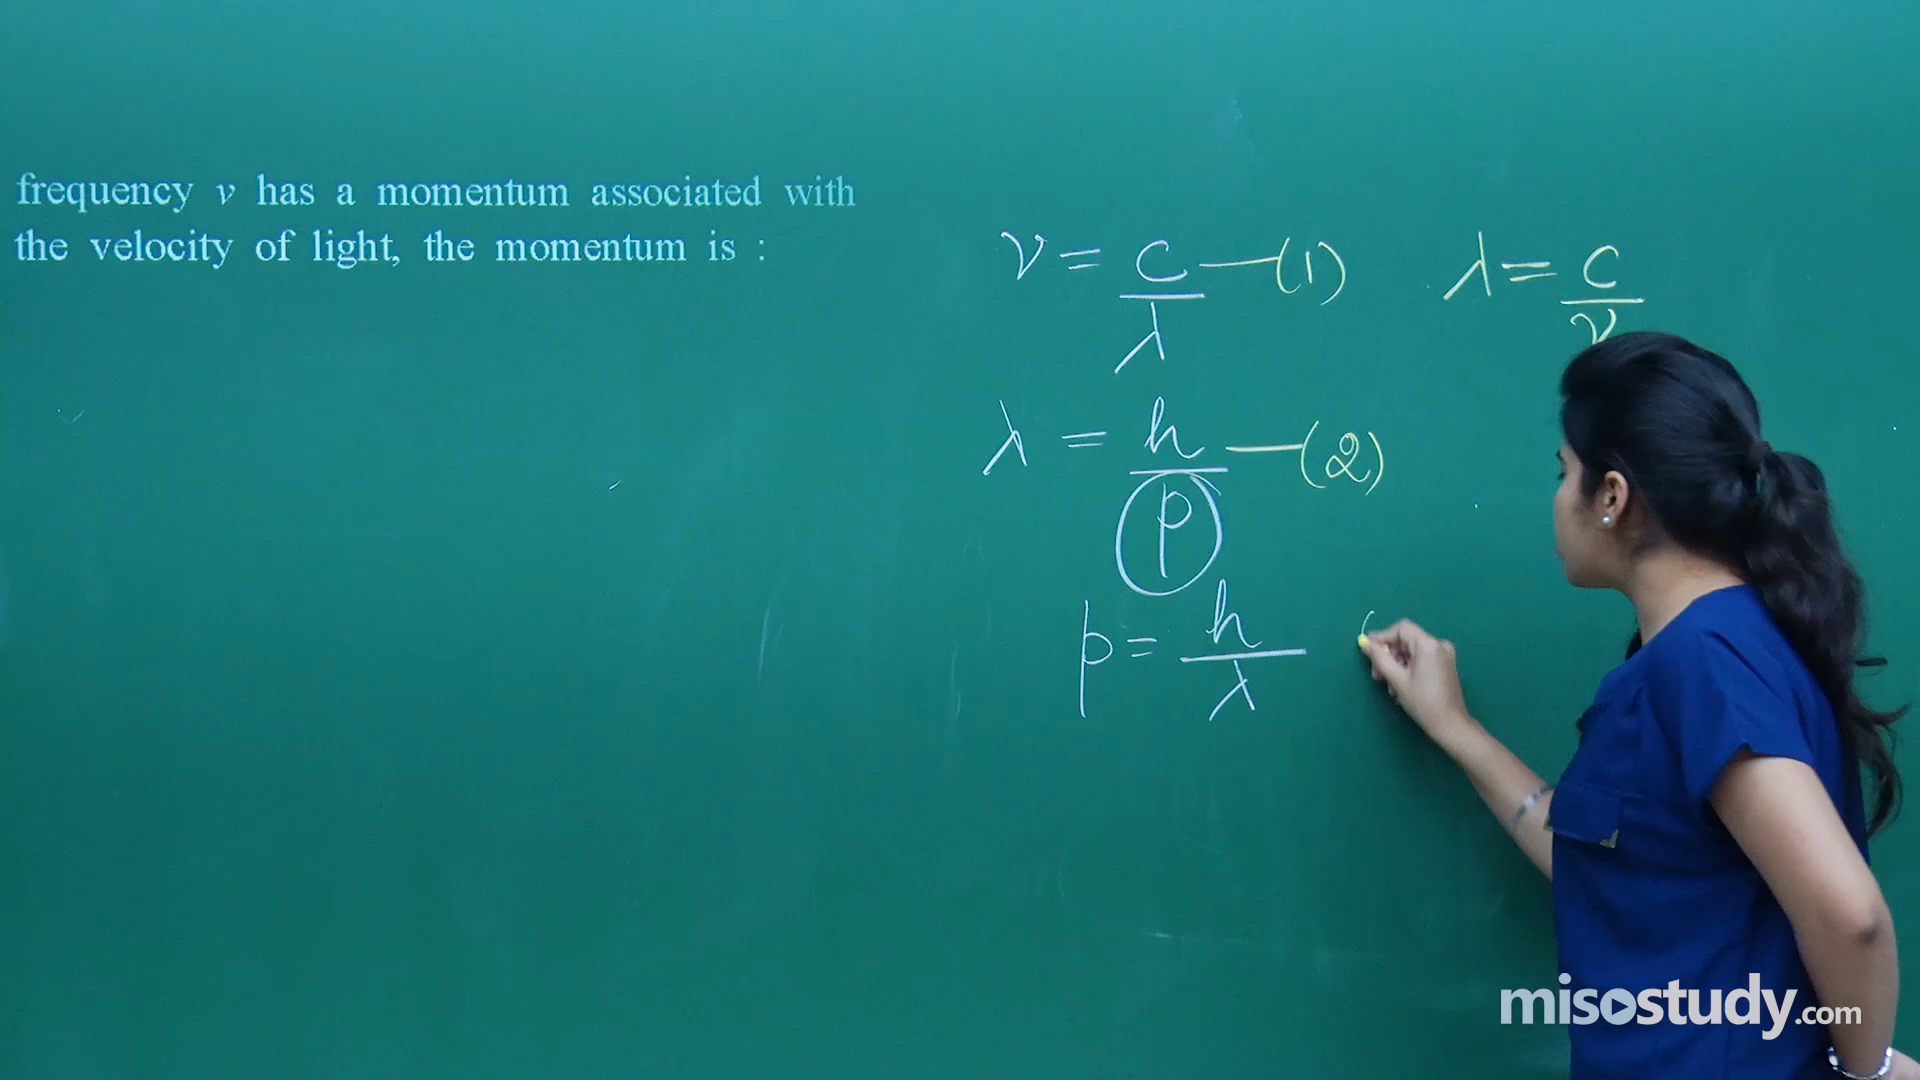 frequency v has a momentum associated with
the velocity of light, the momentum is :
ν = c/λ —(1)
λ = c/ν
λ = h/p —(2)
p = h/λ
misostudy.com